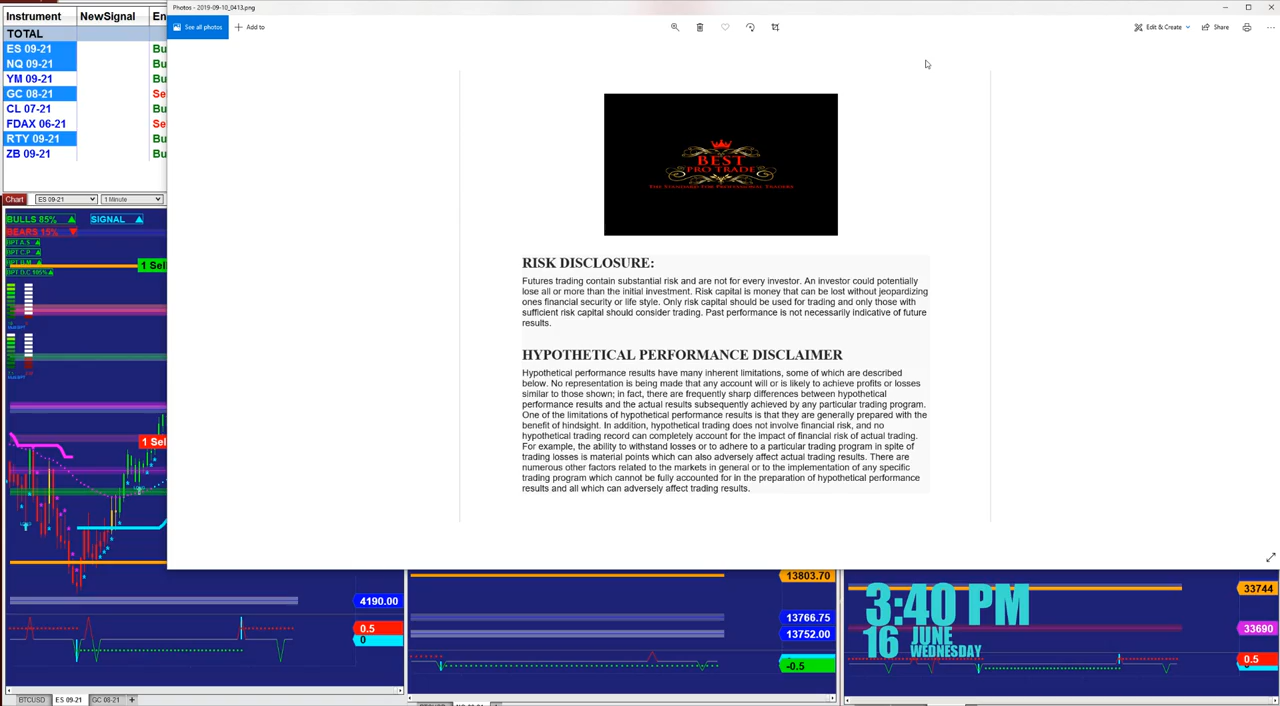 Photos - 2019-09-10_0413.png
See all photos
Add to
Edit & Create
Share
Instrument NewSignal En
TOTAL
ES 09-21 Bu
NQ 09-21 Bu
YM 09-21 Bu
GC 08-21 Se
CL 07-21 Bu
FDAX 06-21 Se
RTY 09-21 Bu
ZB 09-21 Bu
Chart ES 09-21 1 Minute
BULLS 85% SIGNAL
BEARS 15%
1 Sell
1 Sell
BEST
PRO TRADE
THE STANDARD FOR PROFESSIONAL TRADERS
RISK DISCLOSURE:
Futures trading contain substantial risk and are not for every investor. An investor could potentially
lose all or more than the initial investment. Risk capital is money that can be lost without jeopardizing
ones financial security or life style. Only risk capital should be used for trading and only those with
sufficient risk capital should consider trading. Past performance is not necessarily indicative of future
results.
HYPOTHETICAL PERFORMANCE DISCLAIMER
Hypothetical performance results have many inherent limitations, some of which are described
below. No representation is being made that any account will or is likely to achieve profits or losses
similar to those shown; in fact, there are frequently sharp differences between hypothetical
performance results and the actual results subsequently achieved by any particular trading program.
One of the limitations of hypothetical performance results is that they are generally prepared with the
benefit of hindsight. In addition, hypothetical trading does not involve financial risk, and no
hypothetical trading record can completely account for the impact of financial risk of actual trading.
For example, the ability to withstand losses or to adhere to a particular trading program in spite of
trading losses is material points which can also adversely affect actual trading results. There are
numerous other factors related to the markets in general or to the implementation of any specific
trading program which cannot be fully accounted for in the preparation of hypothetical performance
results and all which can adversely affect trading results.
4190.00
0.5
0
13803.70
13766.75
13752.00
-0.5
33744
33690
0.5
3:40 PM
16 JUNE
WEDNESDAY
BTCUSD ES 09-21 GC 08-21 +